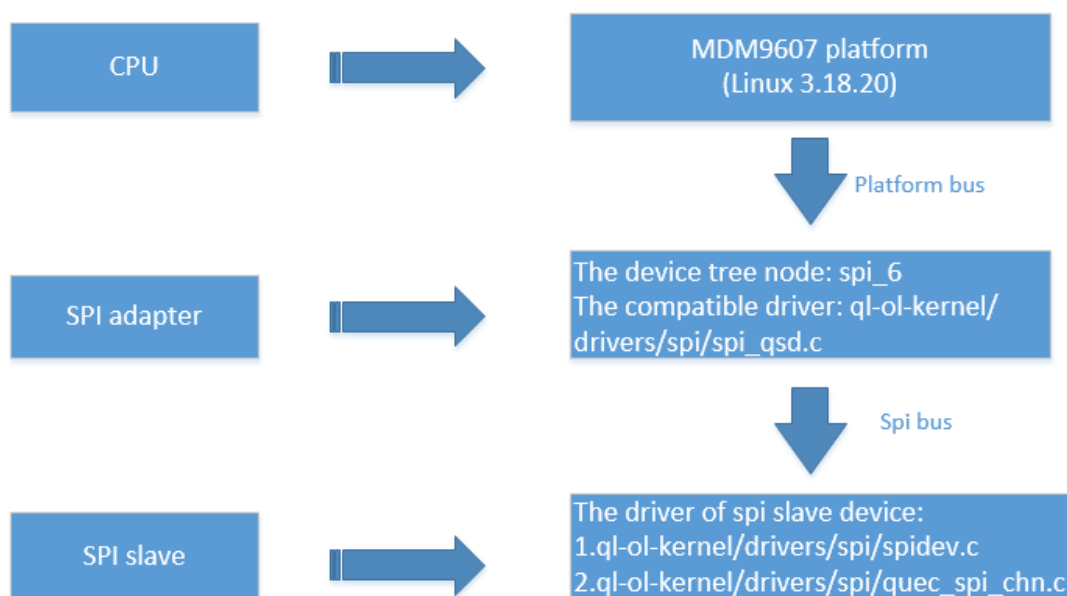 CPU
MDM9607 platform
(Linux 3.18.20)
Platform bus
SPI adapter
The device tree node: spi_6
The compatible driver: ql-ol-kernel/
drivers/spi/spi_qsd.c
Spi bus
SPI slave
The driver of spi slave device:
1.ql-ol-kernel/drivers/spi/spidev.c
2.ql-ol-kernel/drivers/spi/quec_spi_chn.c